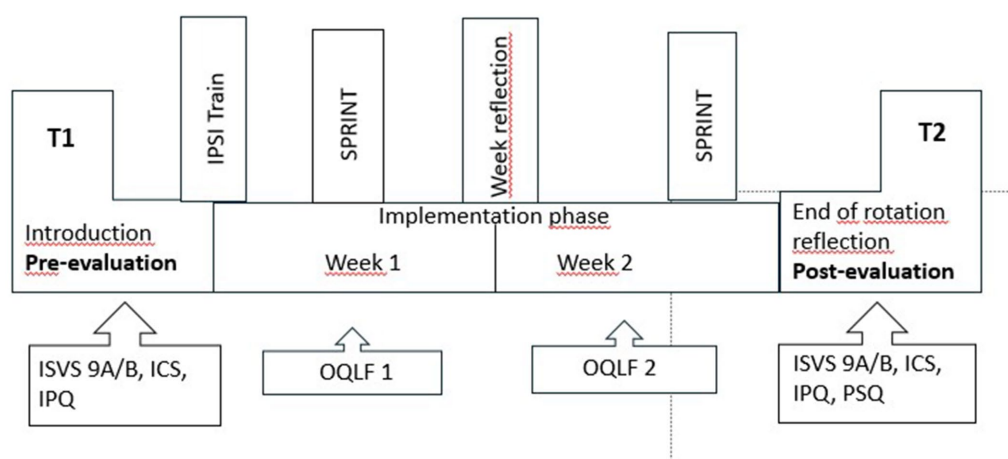 T1
IPSI Train
SPRINT
Week reflection
SPRINT
T2
Introduction
Pre-evaluation
Implementation phase
Week 1
Week 2
End of rotation
reflection
Post-evaluation
ISVS 9A/B, ICS,
IPQ
OQLF 1
OQLF 2
ISVS 9A/B, ICS,
IPQ, PSQ